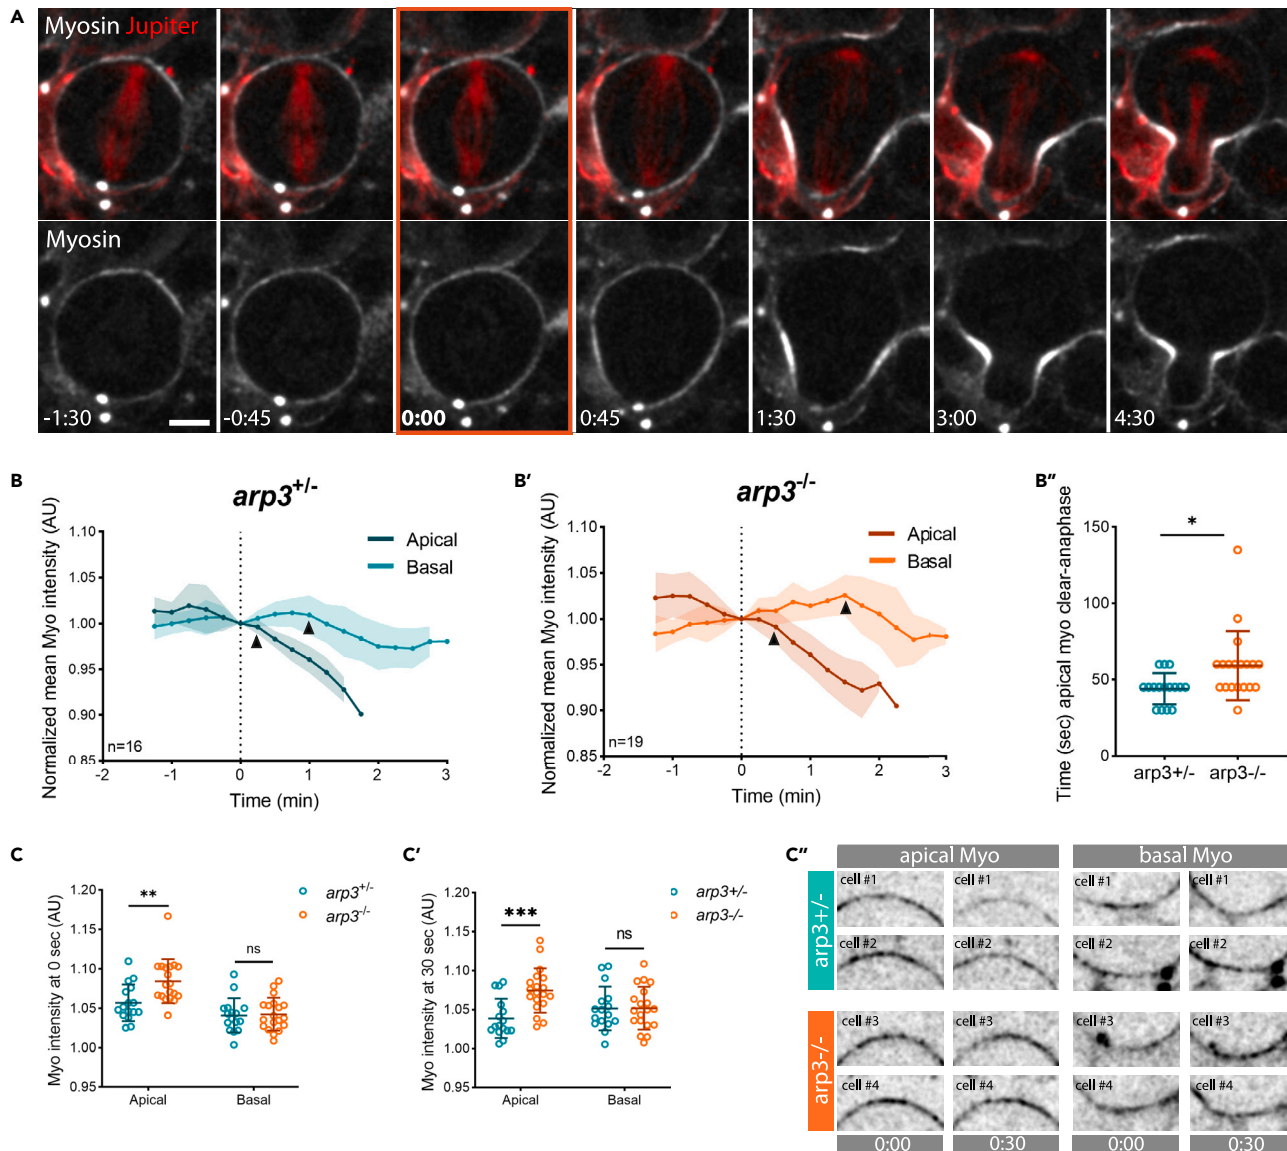 A
Myosin Jupiter
Myosin
-1:30
-0:45
0:00
0:45
1:30
3:00
4:30
B
arp3+/-
Normalized mean Myo intensity (AU)
1.10
1.05
1.00
0.95
0.90
0.85
Apical
Basal
n=16
-2
-1
0
1
2
3
Time (min)
B'
arp3-/-
Normalized mean Myo intensity (AU)
1.10
1.05
1.00
0.95
0.90
0.85
Apical
Basal
n=19
-2
-1
0
1
2
3
Time (min)
B"
Time (sec) apical myo clear-anaphase
150
100
50
0
*
arp3+/-
arp3-/-
C
Myo intensity at 0 sec (AU)
1.20
1.15
1.10
1.05
1.00
0.95
**
ns
arp3+/-
arp3-/-
Apical
Basal
C'
Myo intensity at 30 sec (AU)
1.20
1.15
1.10
1.05
1.00
0.95
***
ns
arp3+/-
arp3-/-
Apical
Basal
C"
apical Myo
basal Myo
arp3+/-
cell #1
cell #1
cell #1
cell #1
cell #2
cell #2
cell #2
cell #2
arp3-/-
cell #3
cell #3
cell #3
cell #3
cell #4
cell #4
cell #4
cell #4
0:00
0:30
0:00
0:30